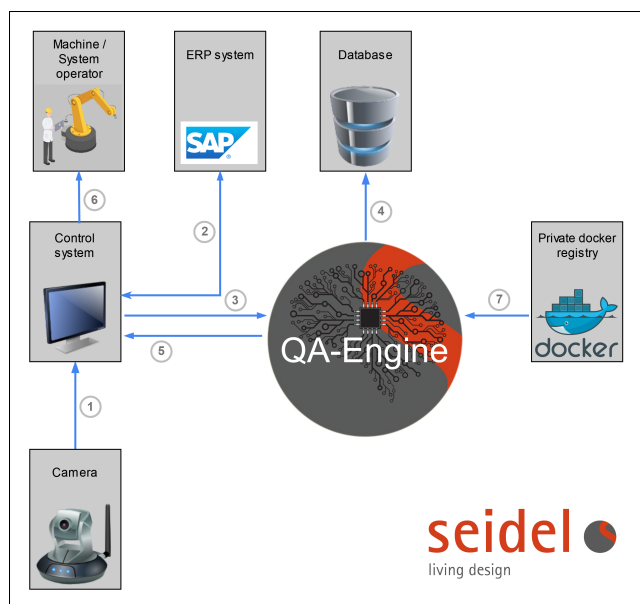 Machine /
System
operator
ERP system
SAP®
Database
6
2
4
Control
system
3
5
QA-Engine
7
Private docker
registry
docker
1
Camera
seidel
living design